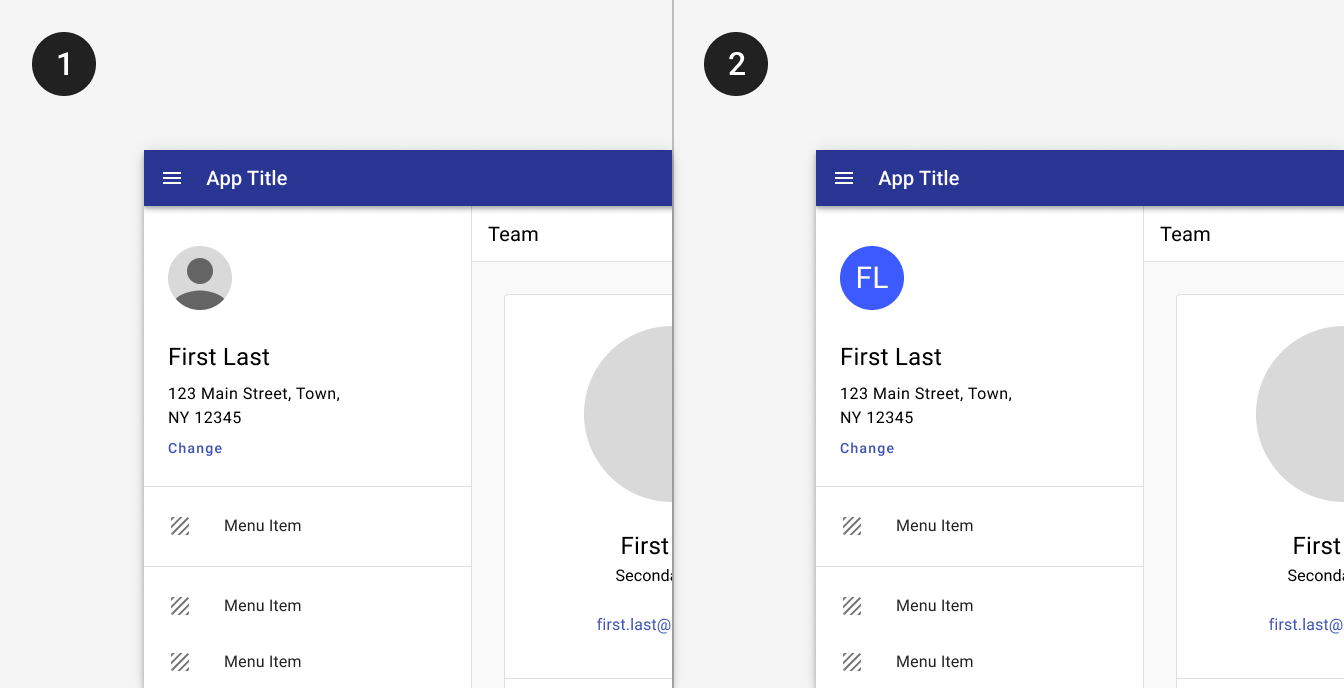 1
App Title
Team
First Last
123 Main Street, Town,
NY 12345
Change
Menu Item
Menu Item
Menu Item
First
Seconda
first.last@
2
App Title
Team
FL
First Last
123 Main Street, Town,
NY 12345
Change
Menu Item
Menu Item
Menu Item
First
Seconda
first.last@